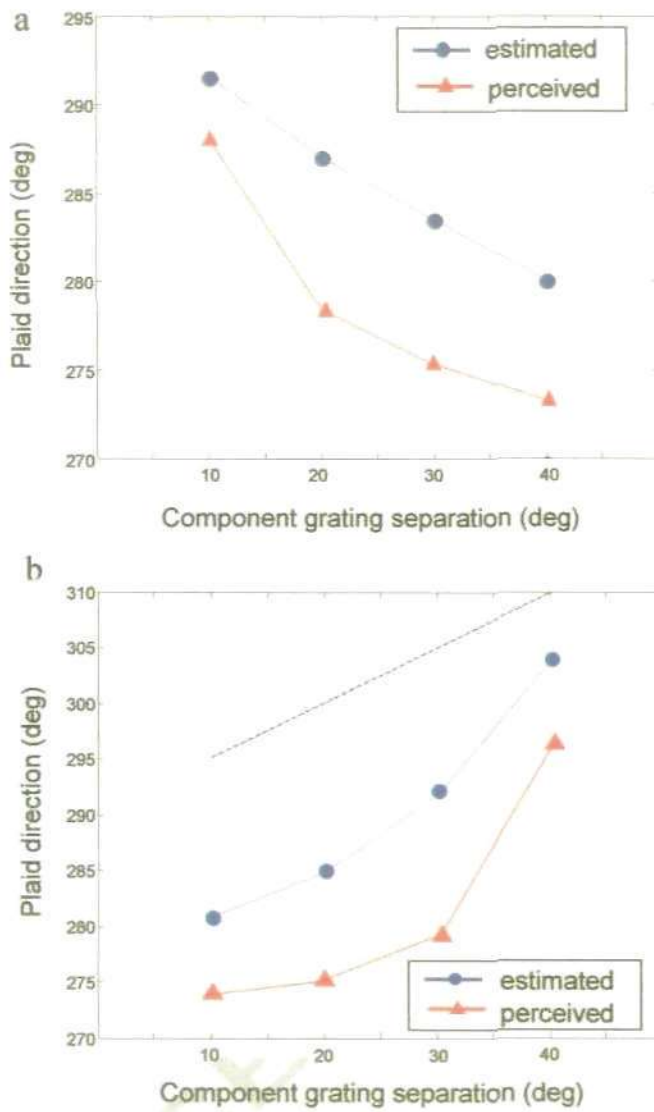 a
295
290
285
280
275
270
Plaid direction (deg)
estimated
perceived
10
20
30
40
Component grating separation (deg)
b
310
305
300
295
290
285
280
275
270
Plaid direction (deg)
estimated
perceived
10
20
30
40
Component grating separation (deg)